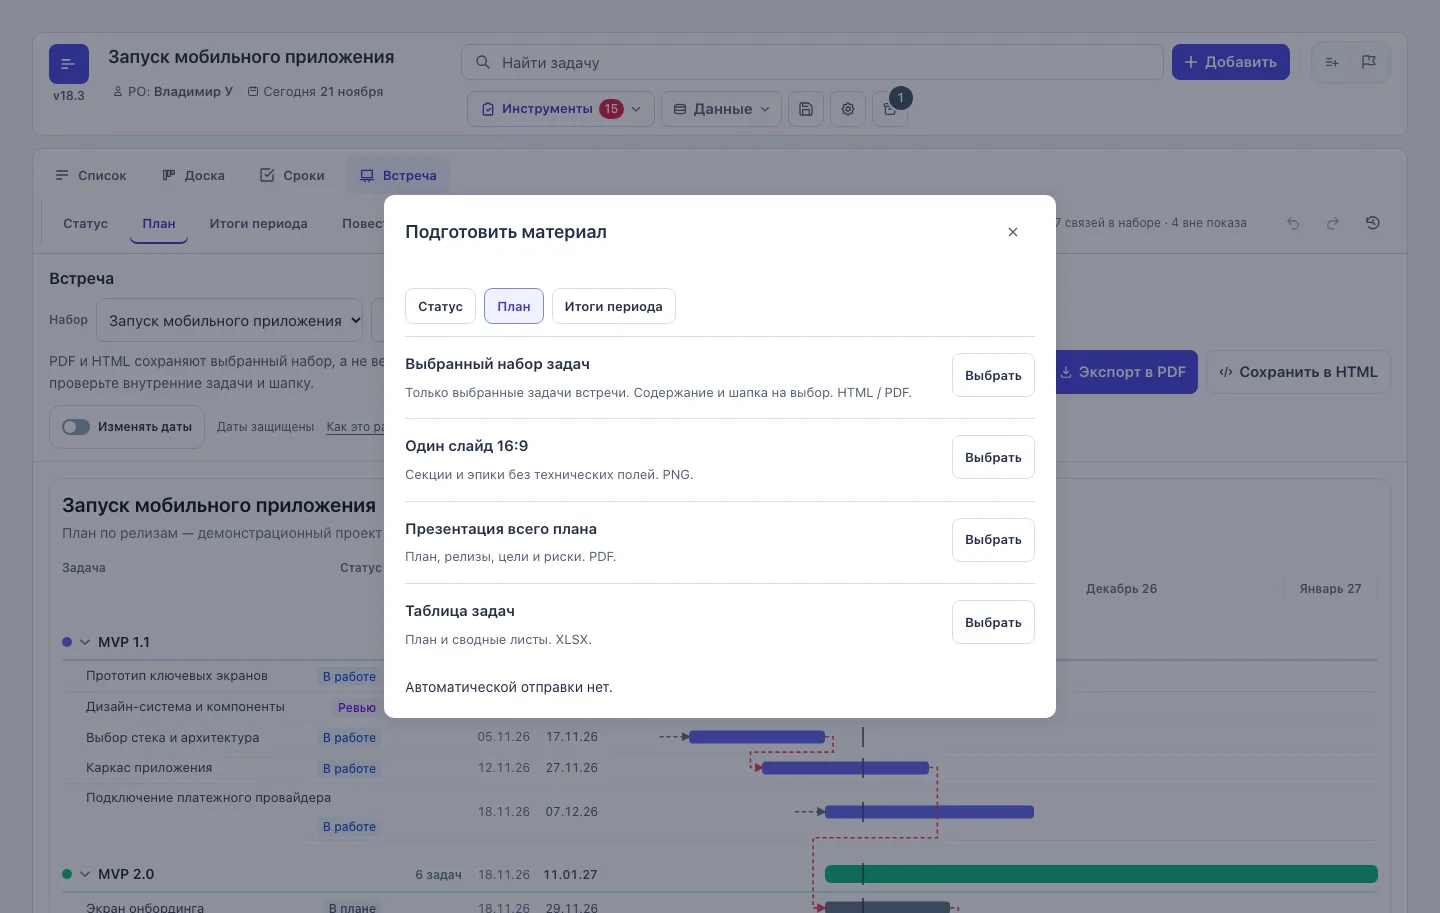 Запуск мобильного приложения
v18.3
РО: Владимир У
Сегодня 21 ноября
Найти задачу
Добавить
Инструменты 15
Данные
1
Список
Доска
Сроки
Встреча
Статус
План
Итоги периода
7 связей в наборе · 4 вне показа
Встреча
Набор
Запуск мобильного приложения
PDF и HTML сохраняют выбранный набор, а не
проверьте внутренние задачи и шапку.
Экспорт в PDF
Сохранить в HTML
Изменять даты
Даты защищены
Как это
Подготовить материал
Статус
План
Итоги периода
Выбранный набор задач
Только выбранные задачи встречи. Содержание и шапка на выбор. HTML / PDF.
Выбрать
Один слайд 16:9
Секции и эпики без технических полей. PNG.
Выбрать
Презентация всего плана
План, релизы, цели и риски. PDF.
Выбрать
Таблица задач
План и сводные листы. XLSX.
Выбрать
Автоматической отправки нет.
Запуск мобильного приложения
План по релизам — демонстрационный проект
Задача
Статус
Декабрь 26
Январь 27
MVP 1.1
Прототип ключевых экранов
В работе
Дизайн-система и компоненты
Ревью
Выбор стека и архитектура
В работе
05.11.26
17.11.26
Каркас приложения
В работе
12.11.26
27.11.26
Подключение платежного провайдера
В работе
18.11.26
07.12.26
MVP 2.0
6 задач
18.11.26
11.01.27
Экран онбординга
В плане
18.11.26
29.11.26